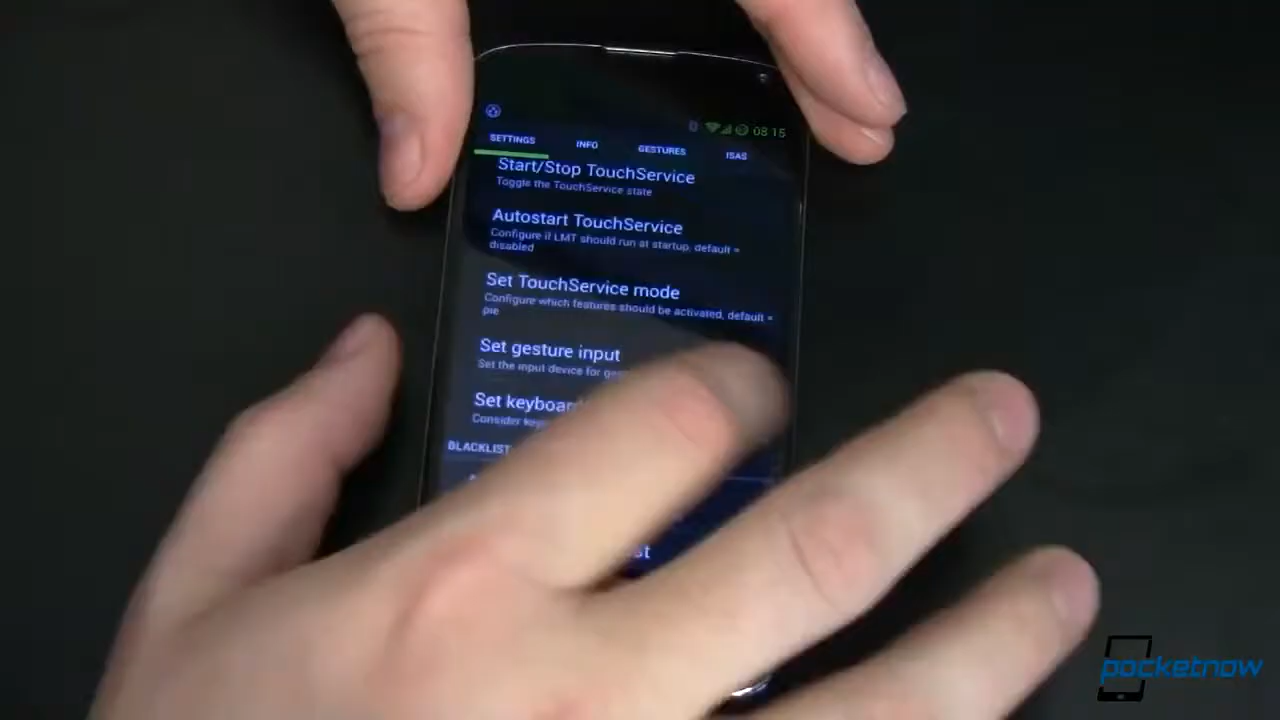 08:15
SETTINGS INFO GESTURES ISAS
Start/Stop TouchService
Toggle the TouchService state
Autostart TouchService
Configure if LMT should run at startup, default =
disabled
Set TouchService mode
Configure which features should be activated, default =
pie
Set gesture input
Set the input device for
Set
Consider
BLACKLIST
pocketnow